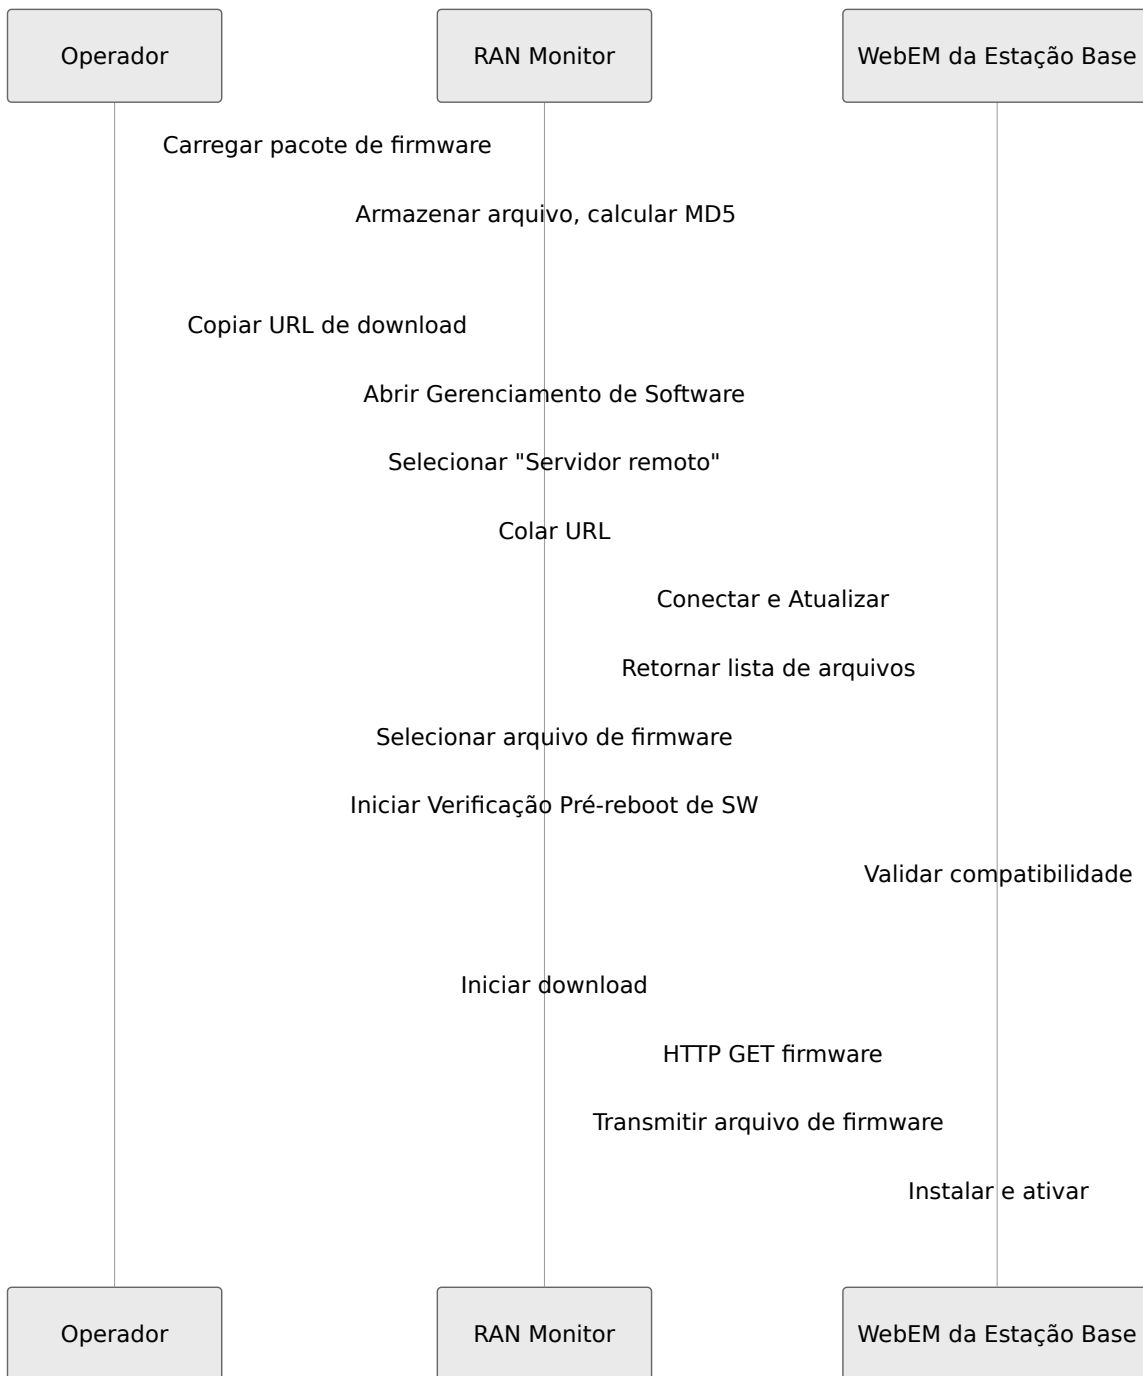 Operador
RAN Monitor
WebEM da Estação Base
Carregar pacote de firmware
Armazenar arquivo, calcular MD5
Copiar URL de download
Abrir Gerenciamento de Software
Selecionar "Servidor remoto"
Colar URL
Conectar e Atualizar
Retornar lista de arquivos
Selecionar arquivo de firmware
Iniciar Verificação Pré-reboot de SW
Validar compatibilidade
Iniciar download
HTTP GET firmware
Transmitir arquivo de firmware
Instalar e ativar
Operador
RAN Monitor
WebEM da Estação Base